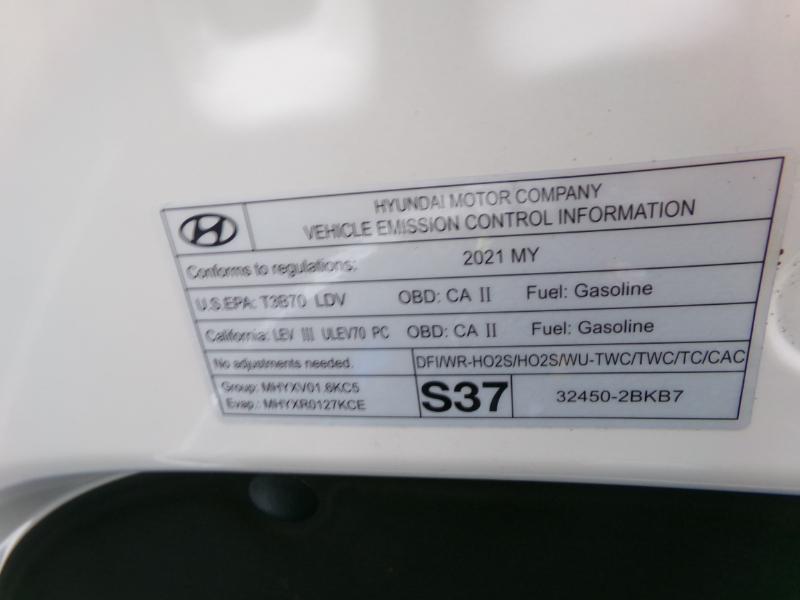 HYUNDAI MOTOR COMPANY
VEHICLE EMISSION CONTROL INFORMATION
Conforms to regulations: 2021 MY
U.S.EPA: T3B70 LDV OBD: CA II Fuel: Gasoline
California: LEV III ULEV70 PC OBD: CA II Fuel: Gasoline
No adjustments needed. DFI/WR-HO2S/HO2S/WU-TWC/TWC/TC/CAC
Group: MHYXV01.6KC5
Evap.: MHYXR0127KCE
S37
32450-2BKB7